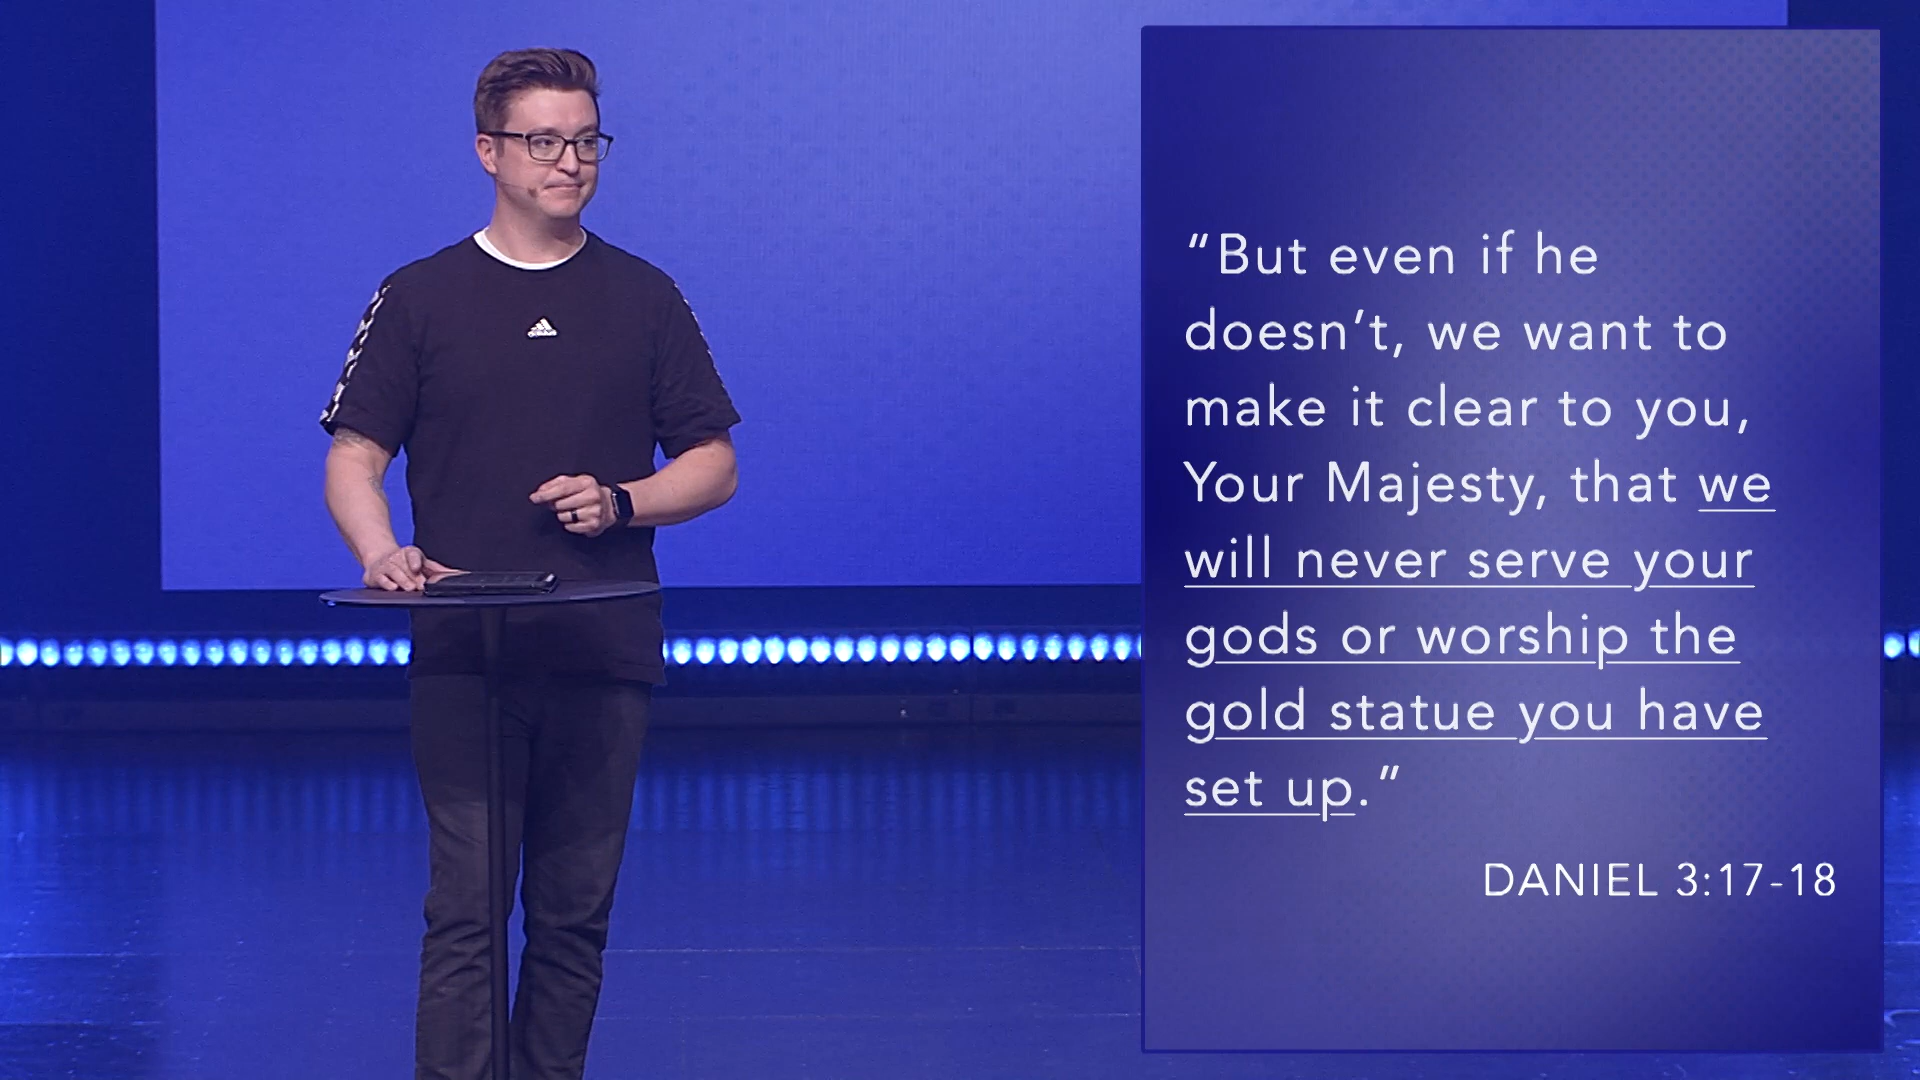 “But even if he
doesn’t, we want to
make it clear to you,
Your Majesty, that we
will never serve your
gods or worship the
gold statue you have
set up.”
DANIEL 3:17-18